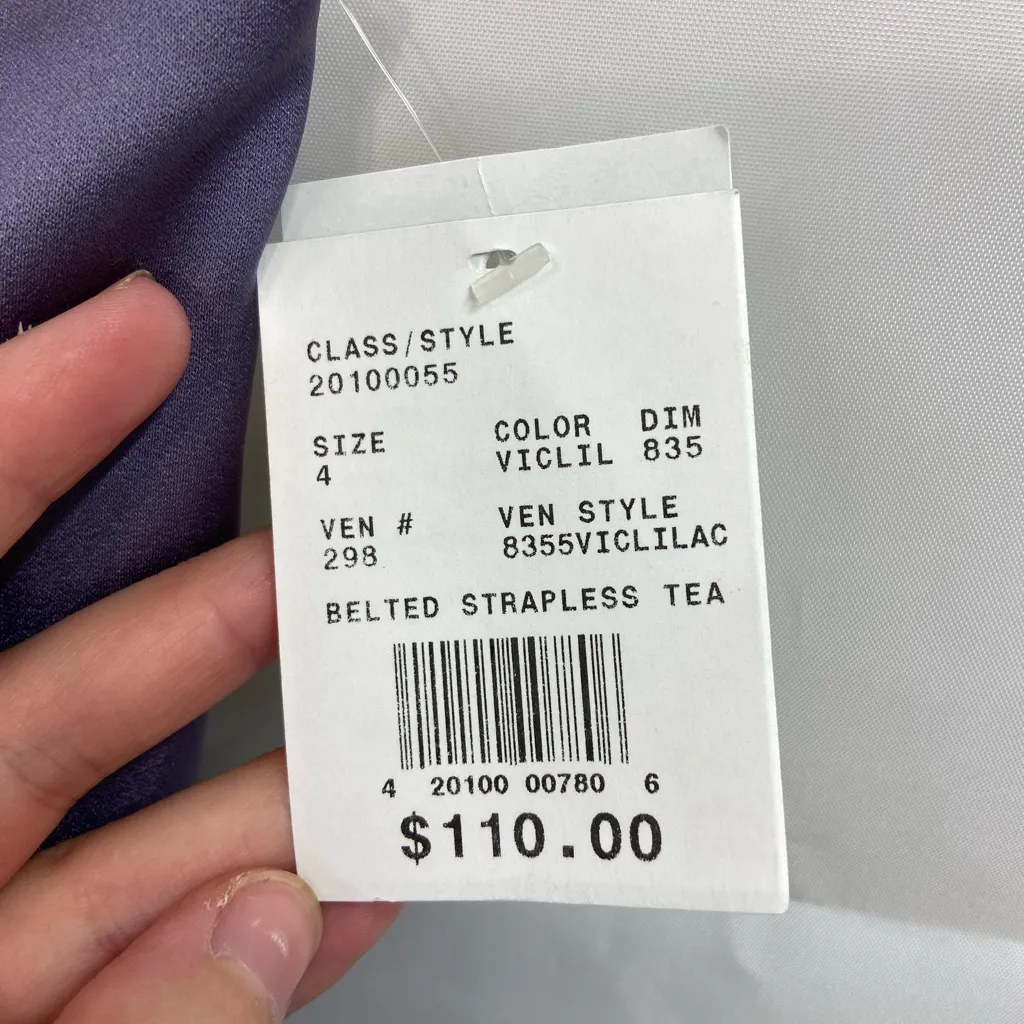 CLASS/STYLE
20100055
SIZE COLOR DIM
4 VICLIL 835
VEN # VEN STYLE
298 8355VICLILAC
BELTED STRAPLESS TEA
4 20100 00780 6
$110.00